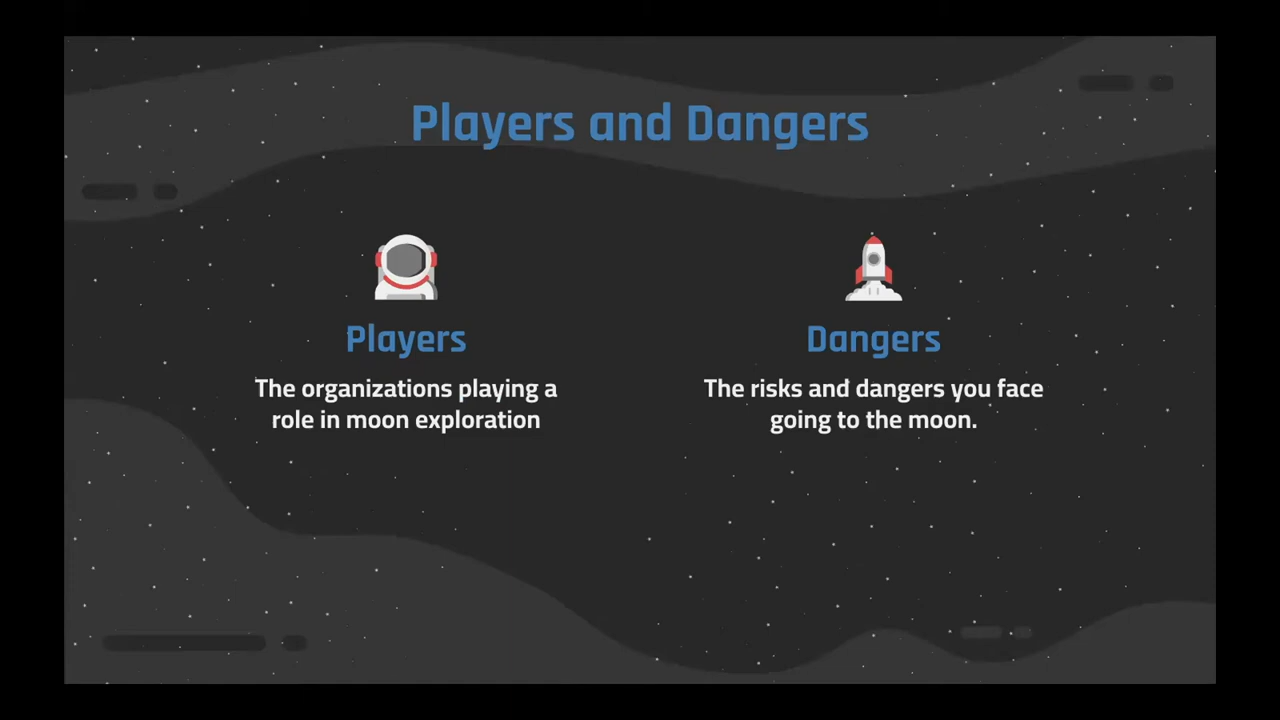 Players and Dangers
Players
The organizations playing a
role in moon exploration
Dangers
The risks and dangers you face
going to the moon.